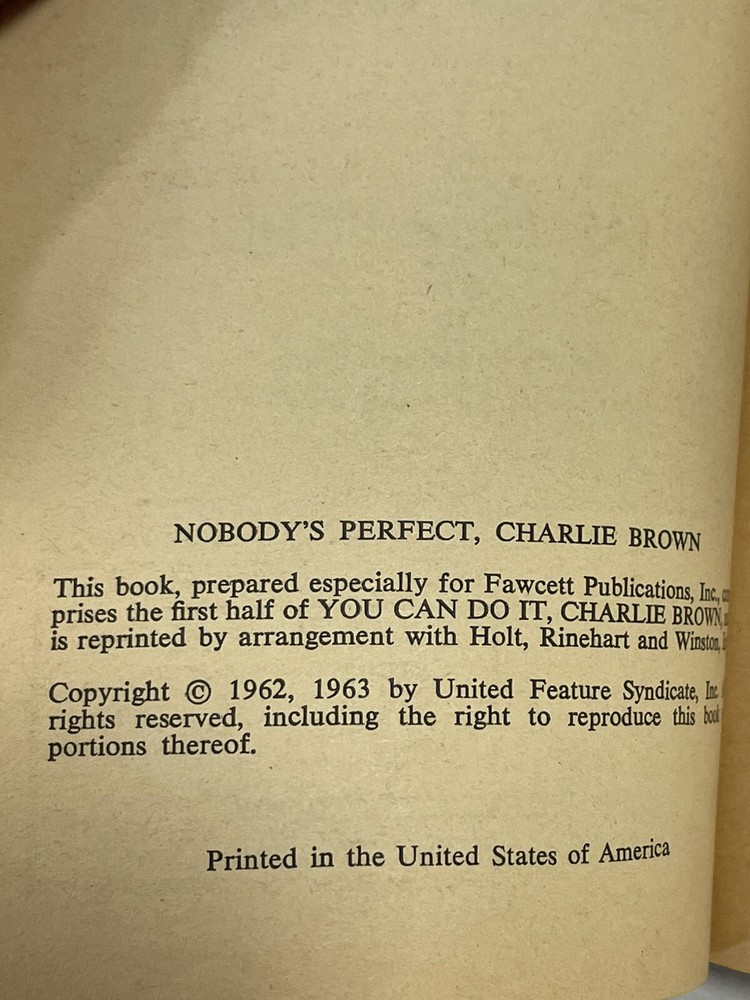 NOBODY'S PERFECT, CHARLIE BROWN
This book, prepared especially for Fawcett Publications, Inc.,
prises the first half of YOU CAN DO IT, CHARLIE BROWN,
is reprinted by arrangement with Holt, Rinehart and Winston,
Copyright © 1962, 1963 by United Feature Syndicate, Inc.
rights reserved, including the right to reproduce this book
portions thereof.
Printed in the United States of America